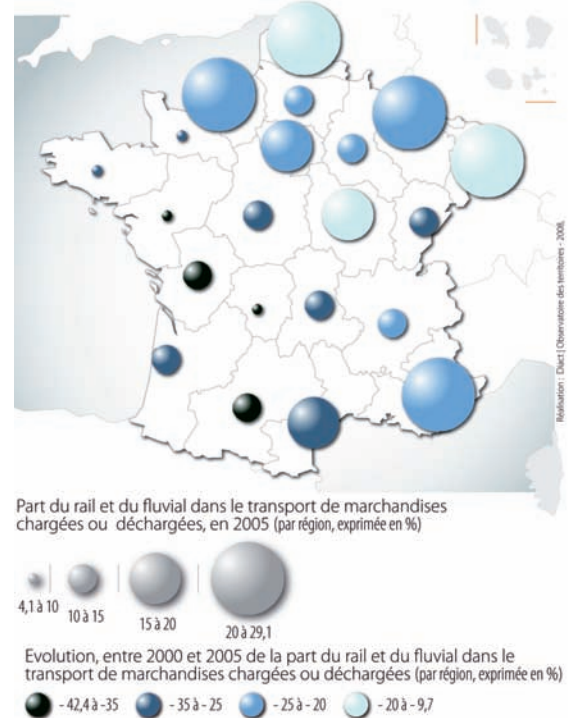 Réalisation : Diact | Observatoire des territoires - 2008,
Part du rail et du fluvial dans le transport de marchandises
chargées ou déchargées, en 2005 (par région, exprimée en %)
4,1 à 10
10 à 15
15 à 20
20 à 29,1
Evolution, entre 2000 et 2005 de la part du rail et du fluvial dans le
transport de marchandises chargées ou déchargées (par région, exprimée en %)
- 42,4 à -35
- 35 à - 25
- 25 à - 20
- 20 à - 9,7